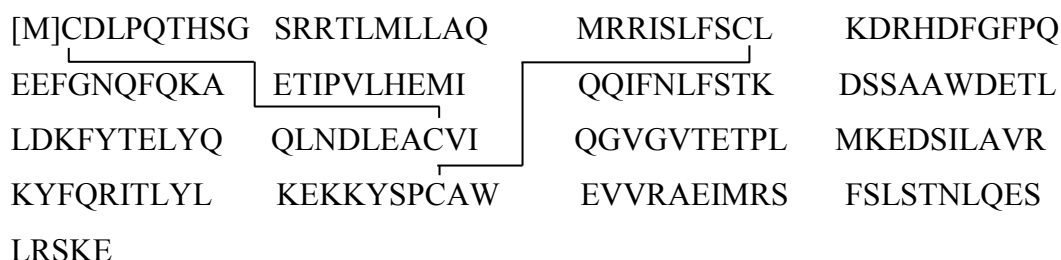 [M]CDLPQTHSG SRRTLMLLAQ MRRISLFSCL KDRHDFGFPQ
EEFGNQFQKA ETIPVLHEMI QQIFNLFSTK DSSAAWDETL
LDKFYTELYQ QLNDLEACVI QGVGVTETPL MKEDSILAVR
KYFQRITLYL KEKKYSPCAW EVVRAEIMRS FSLSTNLQES
LRSKE